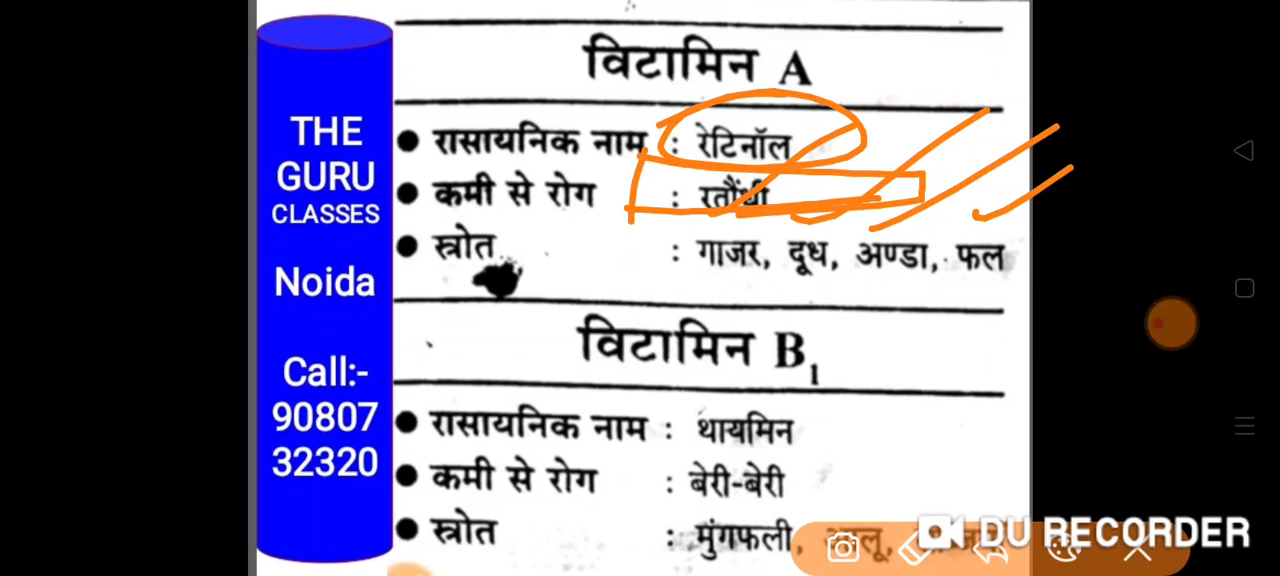 THE
GURU
CLASSES
Noida
Call:-
90807
32320
विटामिन A
● रासायनिक नाम : रेटिनॉल
● कमी से रोग : रतौंधी
● स्त्रोत : गाजर, दूध, अण्डा, फल
विटामिन B1
● रासायनिक नाम : थायमिन
● कमी से रोग : बेरी-बेरी
● स्त्रोत : मुंगफली,
DU RECORDER